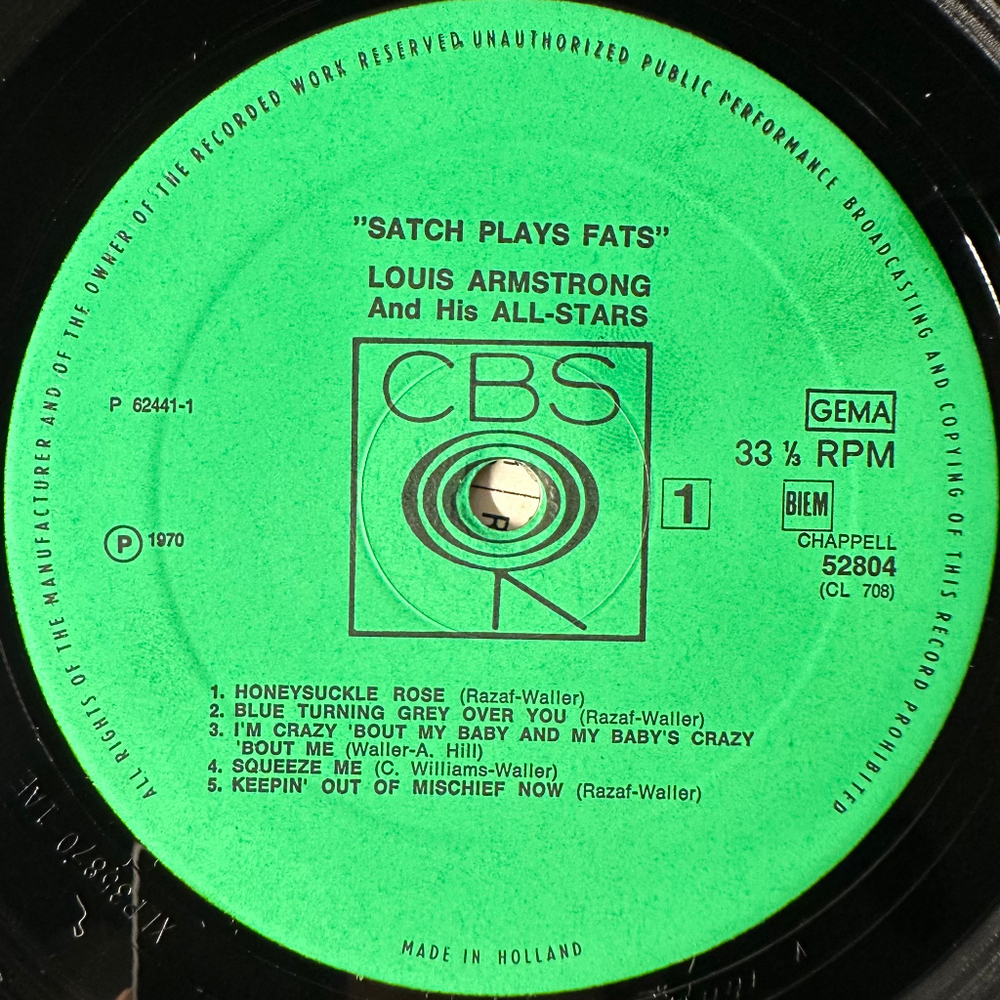 ALL RIGHTS OF THE MANUFACTURER AND OF THE OWNER OF THE RECORDED WORK RESERVED. UNAUTHORIZED PUBLIC PERFORMANCE BROADCASTING AND COPYING OF THIS RECORD PROHIBITED
"SATCH PLAYS FATS"
LOUIS ARMSTRONG
And His ALL-STARS
CBS
P 62441-1
GEMA
33 ⅓ RPM
1
BIEM
Ⓟ 1970
CHAPPELL
52804
(CL 708)
R
1. HONEYSUCKLE ROSE (Razaf-Waller)
2. BLUE TURNING GREY OVER YOU (Razaf-Waller)
3. I'M CRAZY 'BOUT MY BABY AND MY BABY'S CRAZY
'BOUT ME (Waller-A. Hill)
4. SQUEEZE ME (C. Williams-Waller)
5. KEEPIN' OUT OF MISCHIEF NOW (Razaf-Waller)
MADE IN HOLLAND